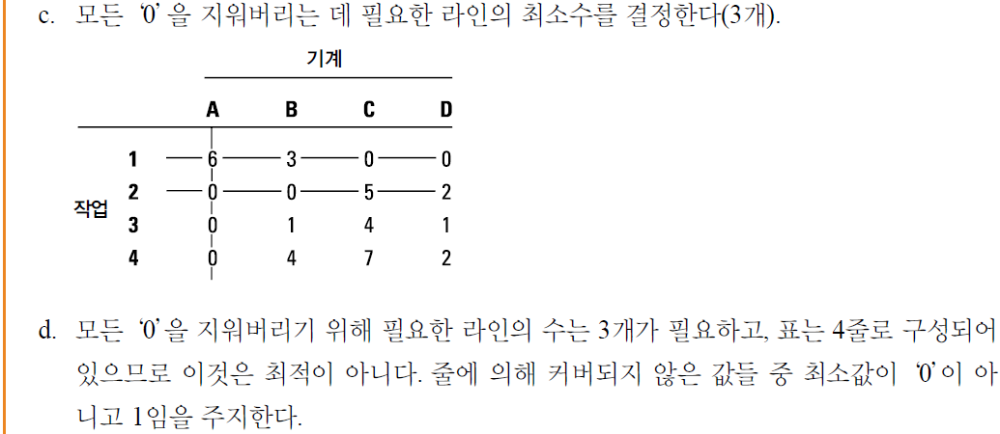 c. 모든 ‘0’을 지워버리는 데 필요한 라인의 최소수를 결정한다(3개).
기계
A B C D
1 6 3 0 0
2 0 0 5 2
작업
3 0 1 4 1
4 0 4 7 2
d. 모든 ‘0’을 지워버리기 위해 필요한 라인의 수는 3개가 필요하고, 표는 4줄로 구성되어
있으므로 이것은 최적이 아니다. 줄에 의해 커버되지 않은 값들 중 최소값이 ‘0’이 아
니고 1임을 주지한다.